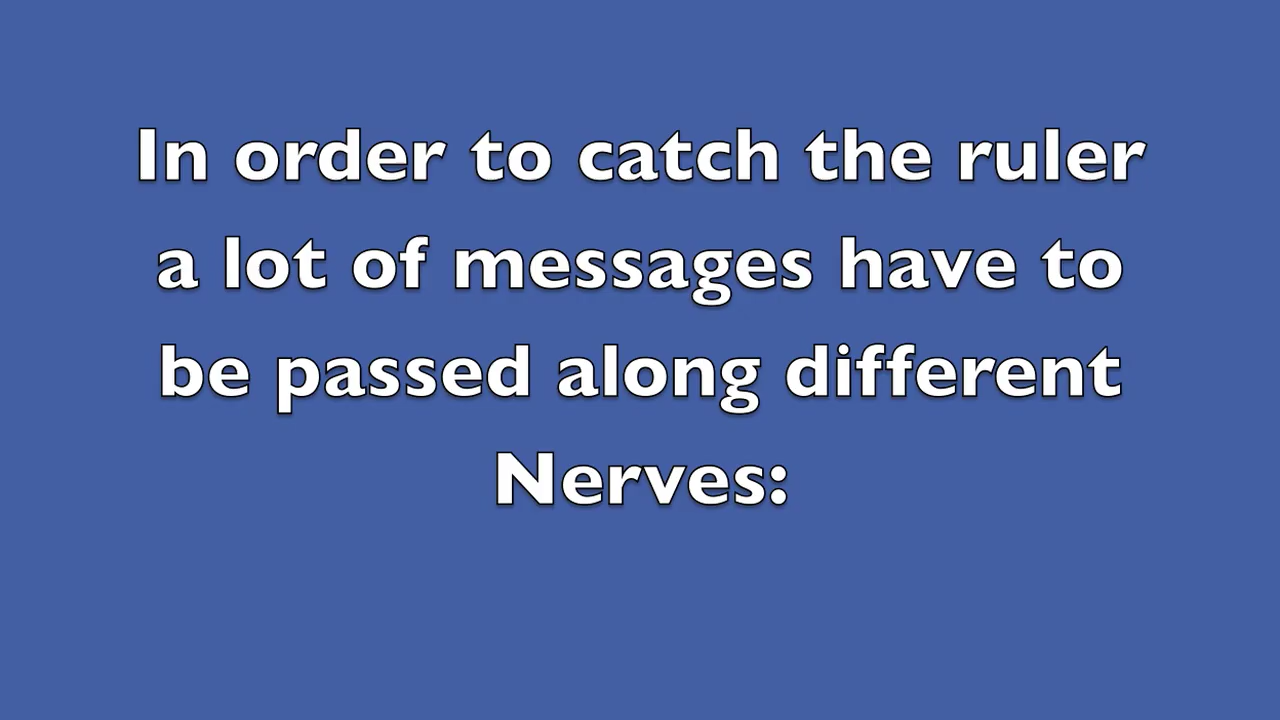 In order to catch the ruler
a lot of messages have to
be passed along different
Nerves: